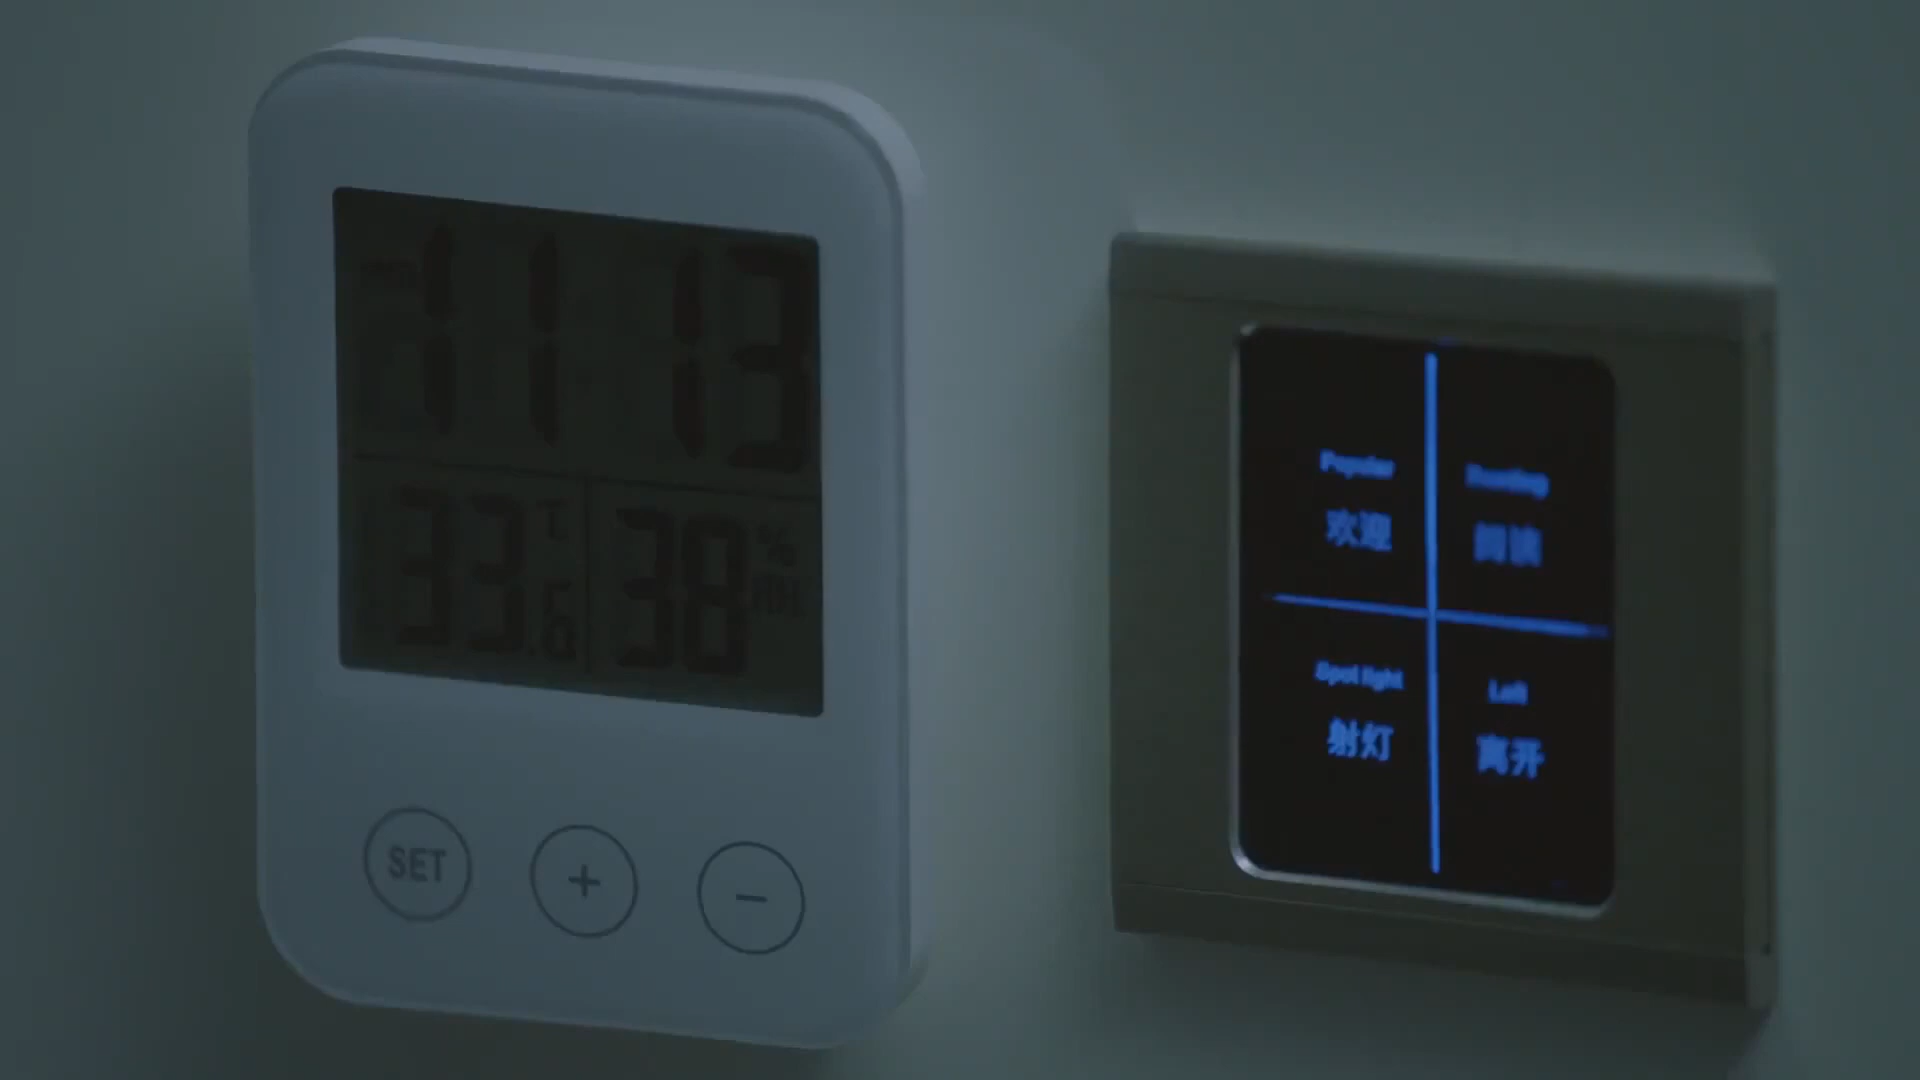 11 13
33 ℃
38 %
RH
SET
+
−
Popular
欢迎
Reading
阅读
Spot light
射灯
Left
离开